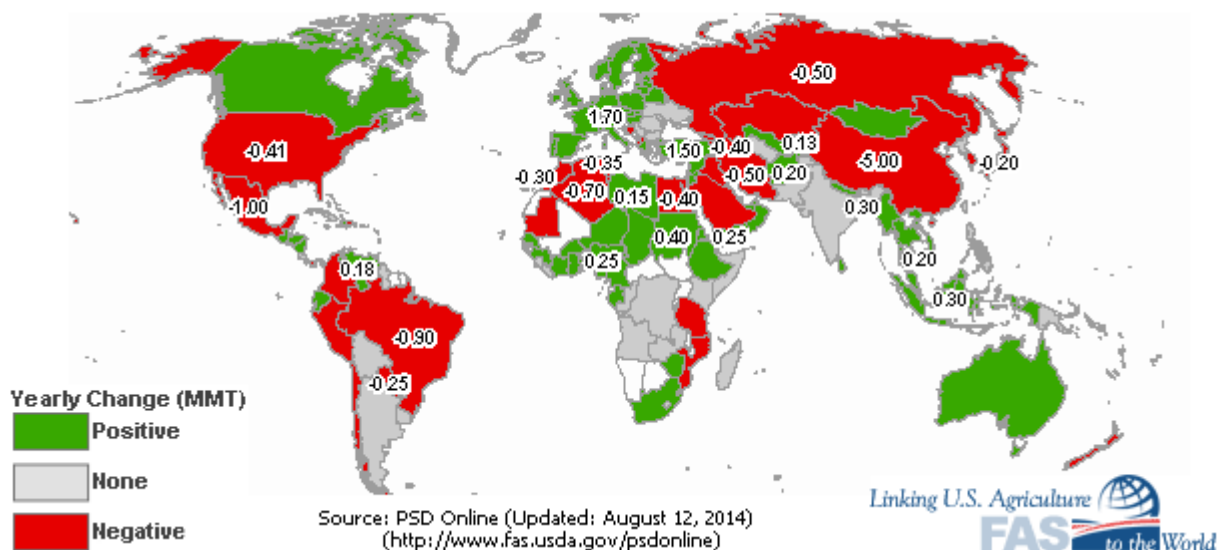 -0.50
1.70
-0.41
1.50
-0.40
-0.13
-5.00
-0.20
-0.35
-0.50
0.20
-0.30
-0.70
0.15
-0.40
-1.00
0.30
0.40
0.25
0.18
0.25
0.20
0.30
-0.90
-0.25
Yearly Change (MMT)
Positive
None
Negative
Source: PSD Online (Updated: August 12, 2014)
(http://www.fas.usda.gov/psdonline)
Linking U.S. Agriculture
FAS
to the World